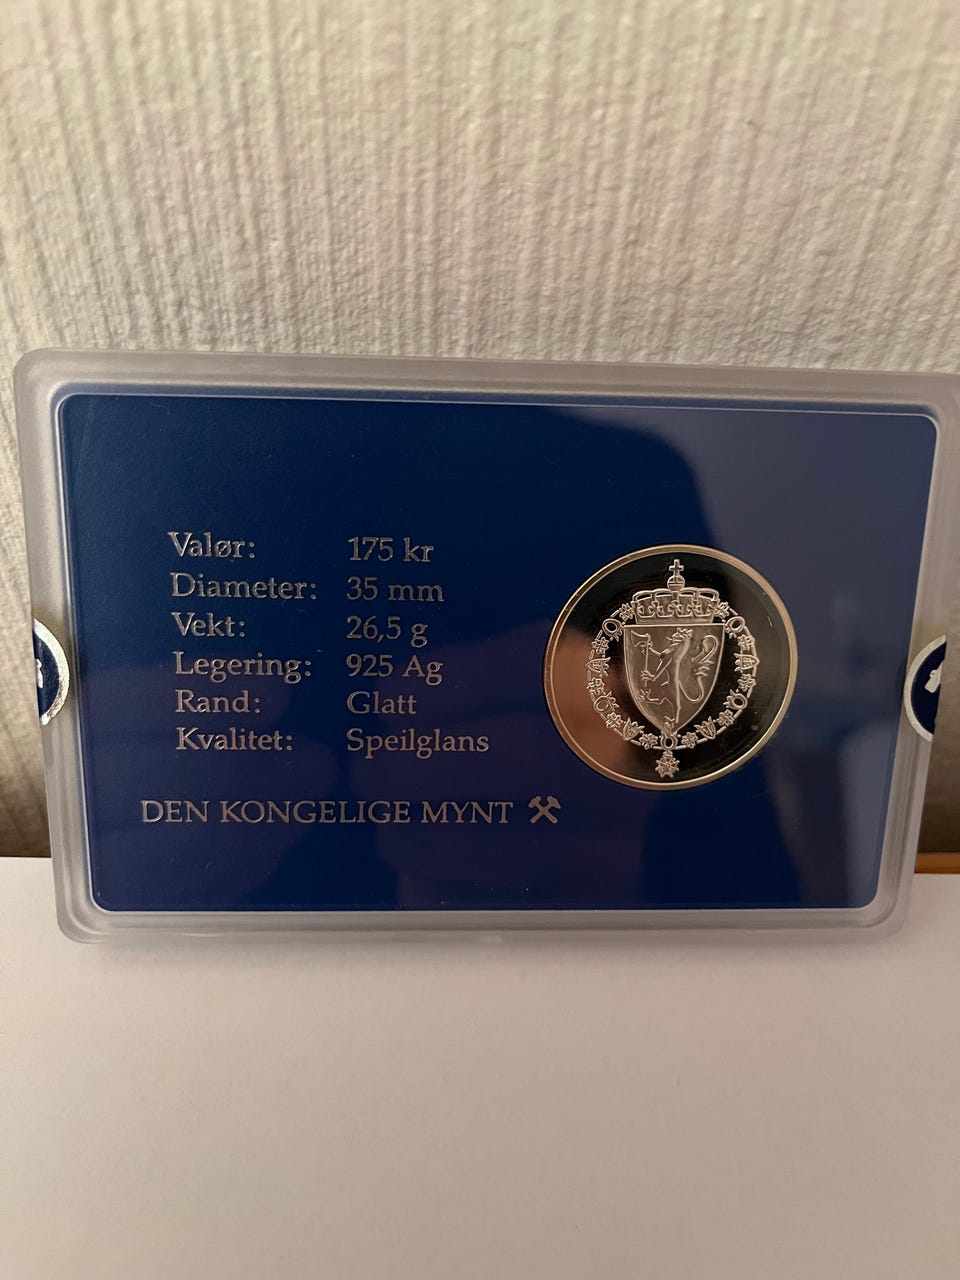 Valør: 175 kr
Diameter: 35 mm
Vekt: 26,5 g
Legering: 925 Ag
Rand: Glatt
Kvalitet: Speilglans
DEN KONGELIGE MYNT